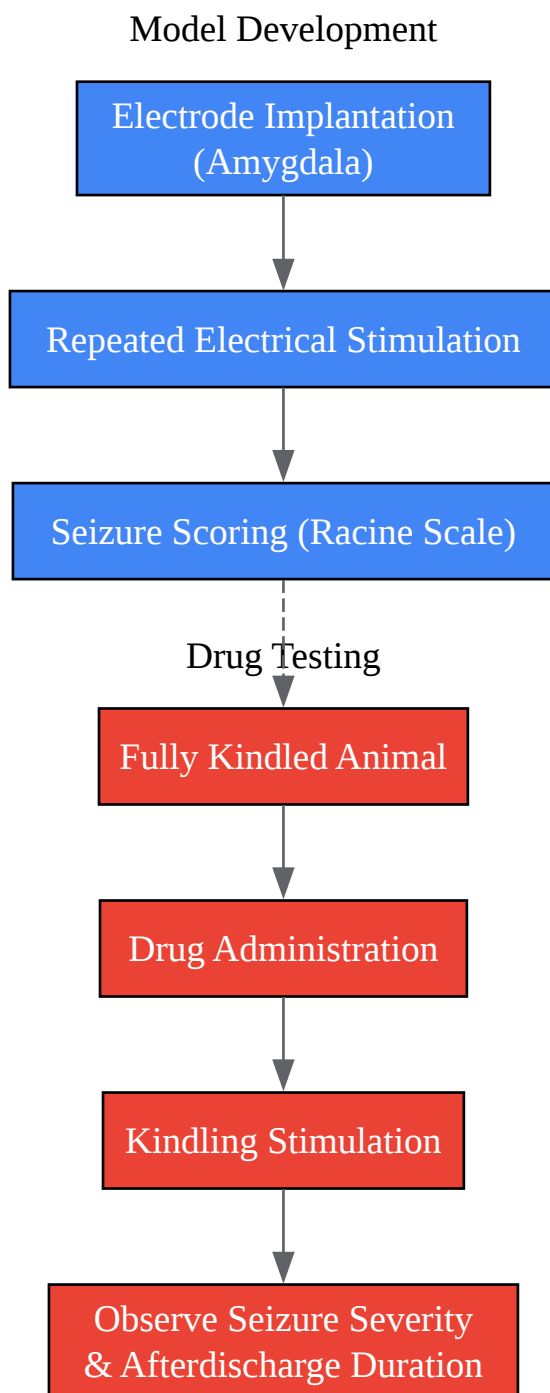 Model Development
Electrode Implantation
(Amygdala)
Repeated Electrical Stimulation
Seizure Scoring (Racine Scale)
Drug Testing
Fully Kindled Animal
Drug Administration
Kindling Stimulation
Observe Seizure Severity
& Afterdischarge Duration